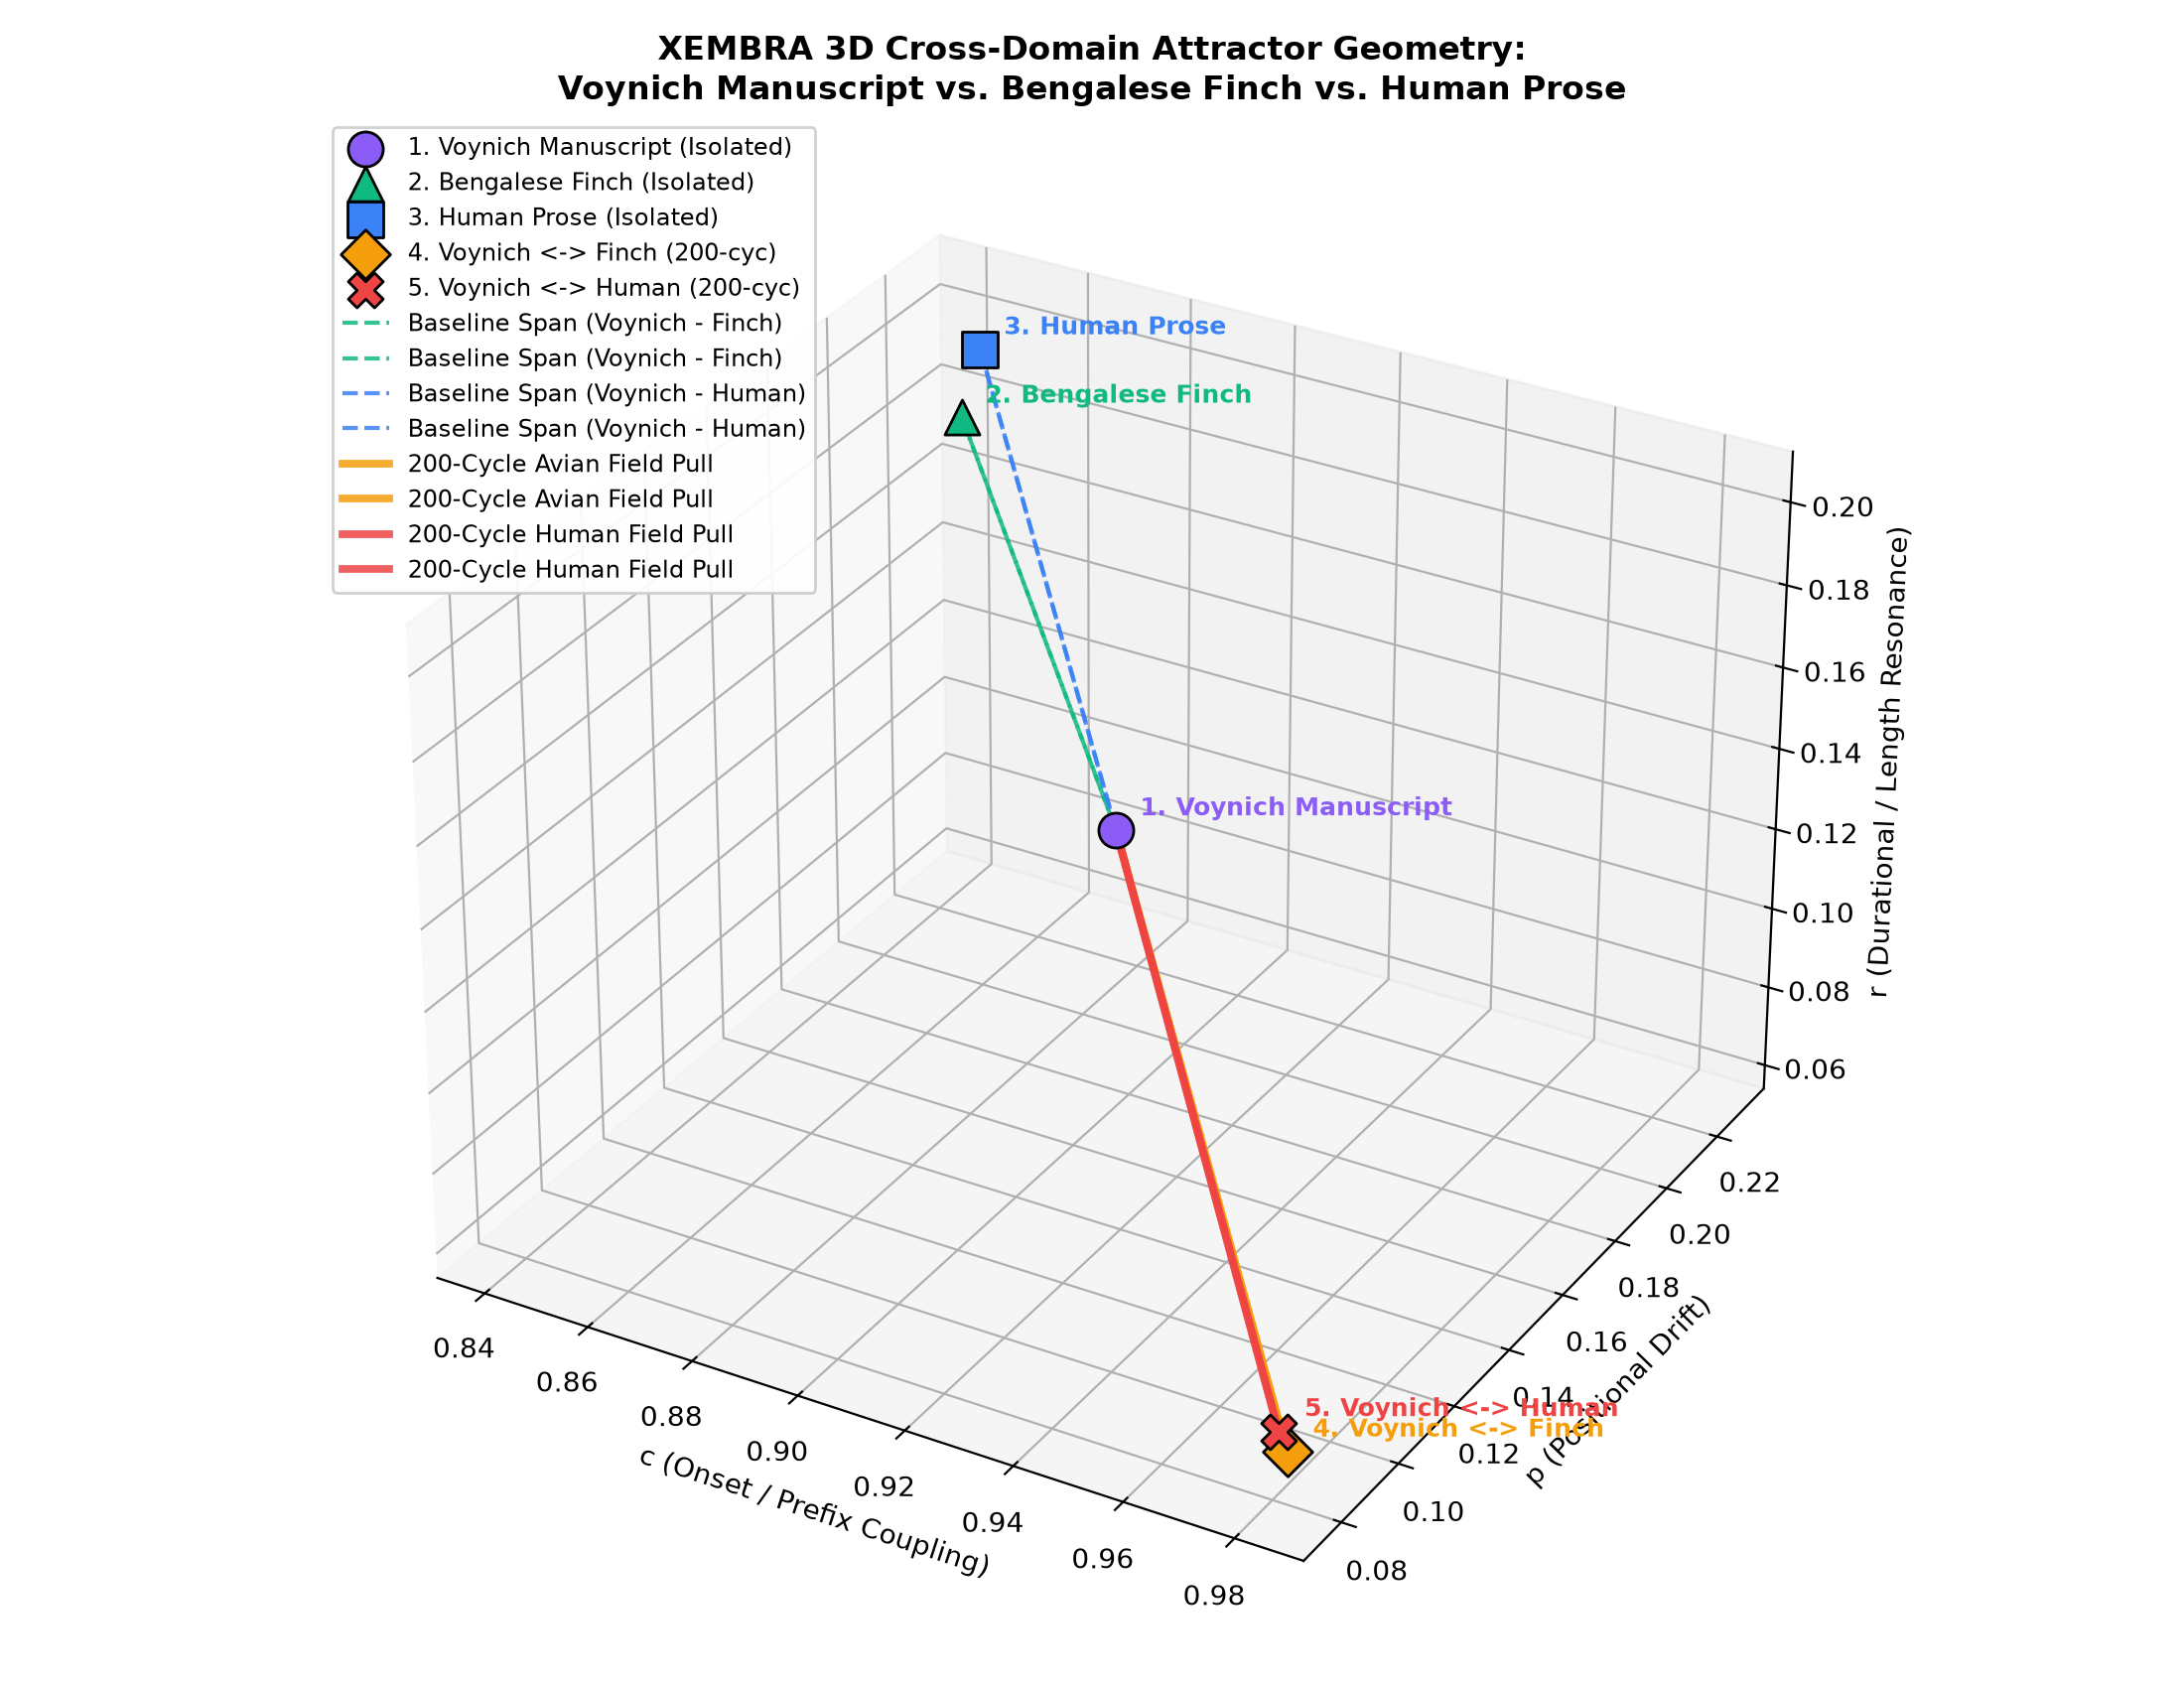 XEMBRA 3D Cross-Domain Attractor Geometry:
Voynich Manuscript vs. Bengalese Finch vs. Human Prose
1. Voynich Manuscript (Isolated)
2. Bengalese Finch (Isolated)
3. Human Prose (Isolated)
4. Voynich <-> Finch (200-cyc)
5. Voynich <-> Human (200-cyc)
Baseline Span (Voynich - Finch)
Baseline Span (Voynich - Finch)
Baseline Span (Voynich - Human)
Baseline Span (Voynich - Human)
200-Cycle Avian Field Pull
200-Cycle Avian Field Pull
200-Cycle Human Field Pull
200-Cycle Human Field Pull
3. Human Prose
2. Bengalese Finch
1. Voynich Manuscript
5. Voynich <-> Human
4. Voynich <-> Finch
0.84
0.86
0.88
0.90
0.92
0.94
0.96
0.98
c (Onset / Prefix Coupling)
0.08
0.10
0.12
0.14
0.16
0.18
0.20
0.22
p (Positional Drift)
0.20
0.18
0.16
0.14
0.12
0.10
0.08
0.06
r (Durational / Length Resonance)